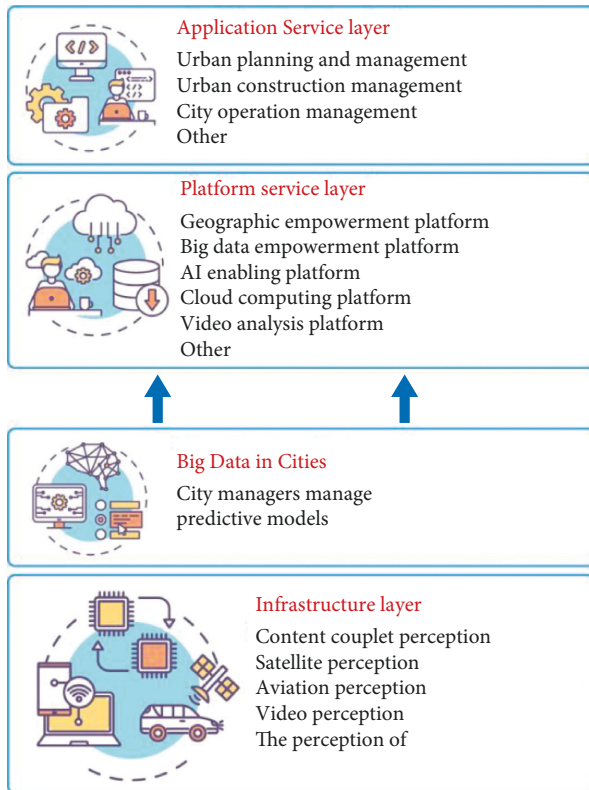 Application Service layer
Urban planning and management
Urban construction management
City operation management
Other
Platform service layer
Geographic empowerment platform
Big data empowerment platform
AI enabling platform
Cloud computing platform
Video analysis platform
Other
Big Data in Cities
City managers manage
predictive models
Infrastructure layer
Content couplet perception
Satellite perception
Aviation perception
Video perception
The perception of